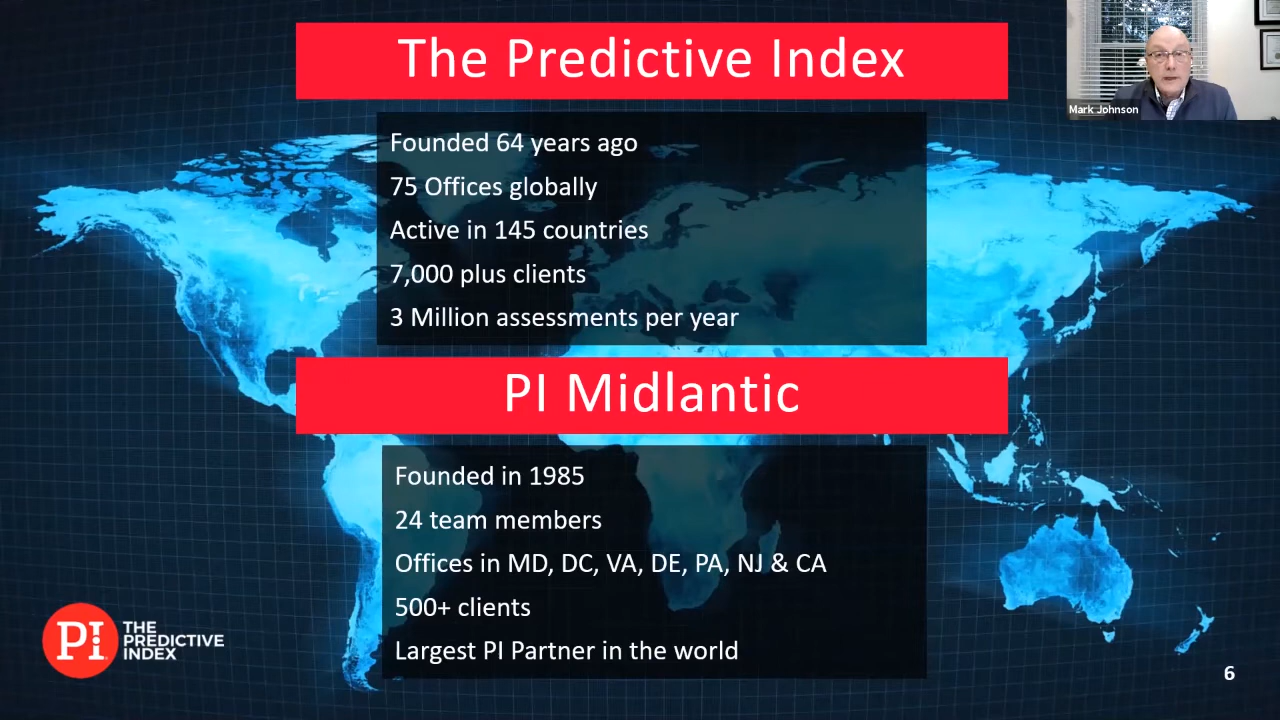 The Predictive Index
Mark Johnson
Founded 64 years ago
75 Offices globally
Active in 145 countries
7,000 plus clients
3 Million assessments per year
PI Midlantic
Founded in 1985
24 team members
Offices in MD, DC, VA, DE, PA, NJ & CA
500+ clients
Largest PI Partner in the world
PI
THE
PREDICTIVE
INDEX
6